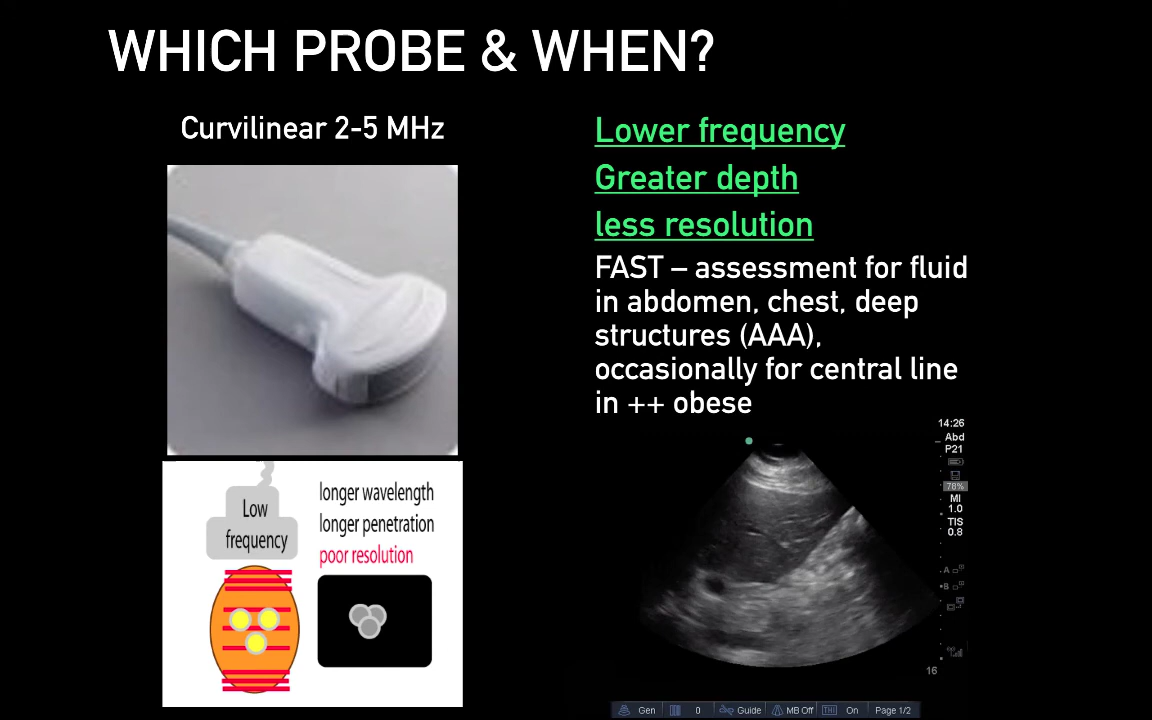 WHICH PROBE & WHEN?
Curvilinear 2-5 MHz
Lower frequency
Greater depth
less resolution
FAST – assessment for fluid
in abdomen, chest, deep
structures (AAA),
occasionally for central line
in ++ obese
Low
frequency
longer wavelength
longer penetration
poor resolution
14:26
Abd
P21
78%
MI
1.0
TIS
0.8
A
B
16
Gen
0
Guide
MB Off
THI
On
Page 1/2